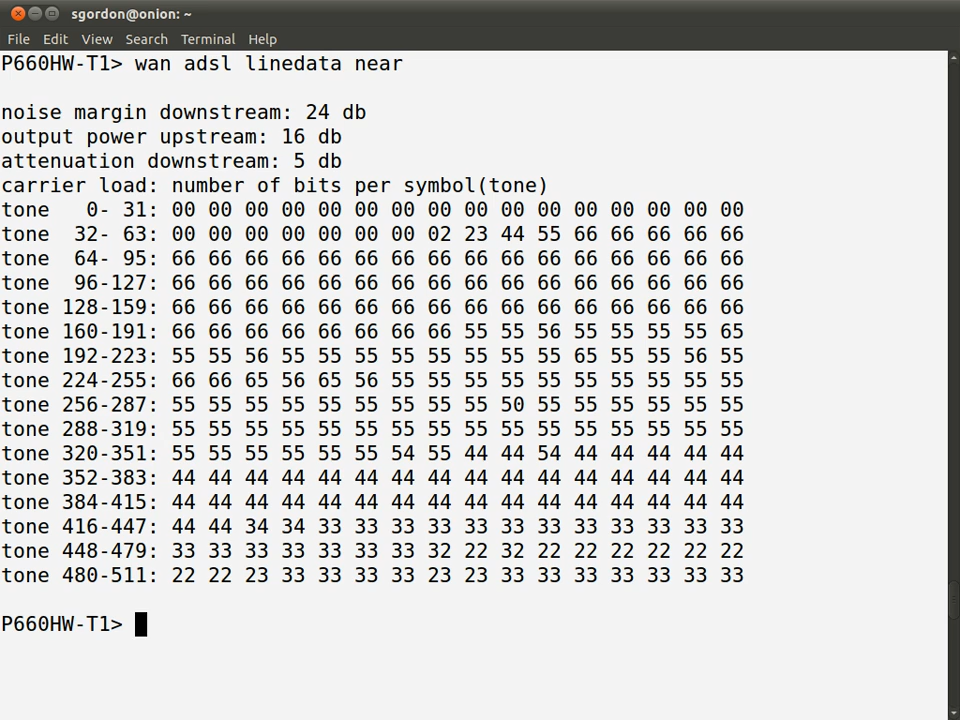 sgordon@onion: ~
File Edit View Search Terminal Help
P660HW-T1> wan adsl linedata near
noise margin downstream: 24 db
output power upstream: 16 db
attenuation downstream: 5 db
carrier load: number of bits per symbol(tone)
tone   0- 31: 00 00 00 00 00 00 00 00 00 00 00 00 00 00 00 00
tone  32- 63: 00 00 00 00 00 00 00 02 23 44 55 66 66 66 66 66
tone  64- 95: 66 66 66 66 66 66 66 66 66 66 66 66 66 66 66 66
tone  96-127: 66 66 66 66 66 66 66 66 66 66 66 66 66 66 66 66
tone 128-159: 66 66 66 66 66 66 66 66 66 66 66 66 66 66 66 66
tone 160-191: 66 66 66 66 66 66 66 66 55 55 56 55 55 55 55 65
tone 192-223: 55 55 56 55 55 55 55 55 55 55 55 65 55 55 56 55
tone 224-255: 66 66 65 56 65 56 55 55 55 55 55 55 55 55 55 55
tone 256-287: 55 55 55 55 55 55 55 55 55 50 55 55 55 55 55 55
tone 288-319: 55 55 55 55 55 55 55 55 55 55 55 55 55 55 55 55
tone 320-351: 55 55 55 55 55 55 54 55 44 44 54 44 44 44 44 44
tone 352-383: 44 44 44 44 44 44 44 44 44 44 44 44 44 44 44 44
tone 384-415: 44 44 44 44 44 44 44 44 44 44 44 44 44 44 44 44
tone 416-447: 44 44 34 34 33 33 33 33 33 33 33 33 33 33 33 33
tone 448-479: 33 33 33 33 33 33 33 32 22 32 22 22 22 22 22 22
tone 480-511: 22 22 23 33 33 33 33 23 23 33 33 33 33 33 33 33
P660HW-T1>